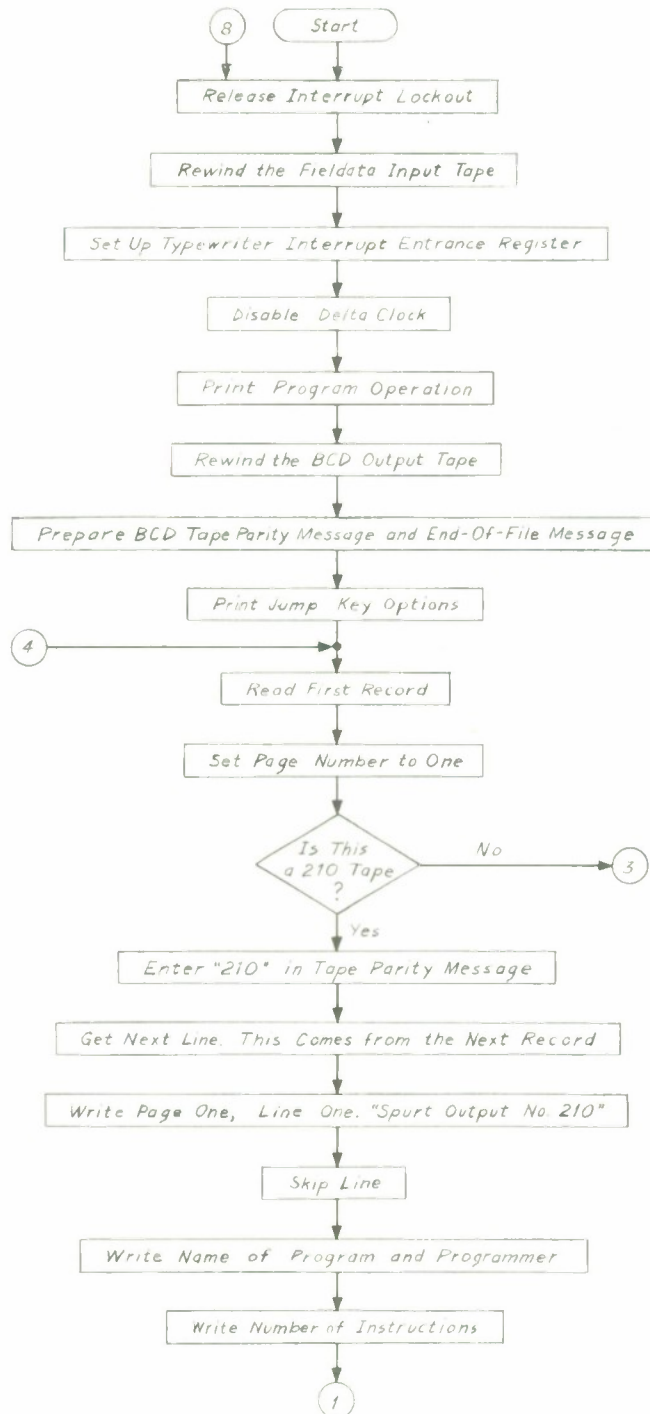 8
Start
Release Interrupt Lockout
Rewind the Fieldata Input Tape
Set Up Typewriter Interrupt Entrance Register
Disable Delta Clock
Print Program Operation
Rewind the BCD Output Tape
Prepare BCD Tape Parity Message and End-Of-File Message
Print Jump Key Options
4
Read First Record
Set Page Number to One
Is This
a 210 Tape
?
No
3
Yes
Enter "210" in Tape Parity Message
Get Next Line. This Comes from the Next Record
Write Page One, Line One. "Spurt Output No. 210"
Skip Line
Write Name of Program and Programmer
Write Number of Instructions
1